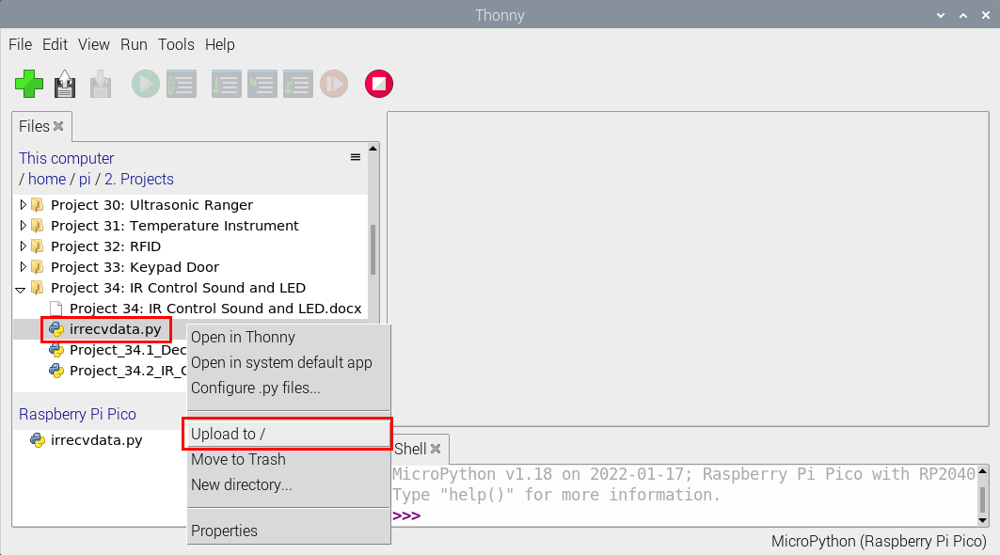 Thonny
File Edit View Run Tools Help
Files
This computer
/ home / pi / 2. Projects
Project 30: Ultrasonic Ranger
Project 31: Temperature Instrument
Project 32: RFID
Project 33: Keypad Door
Project 34: IR Control Sound and LED
Project 34: IR Control Sound and LED.docx
irrecvdata.py
Project_34.1_Dec
Project_34.2_IR_C
Open in Thonny
Open in system default app
Configure .py files...
Upload to /
Move to Trash
New directory...
Properties
Raspberry Pi Pico
irrecvdata.py
Shell
MicroPython v1.18 on 2022-01-17; Raspberry Pi Pico with RP2040
Type "help()" for more information.
>>>
MicroPython (Raspberry Pi Pico)